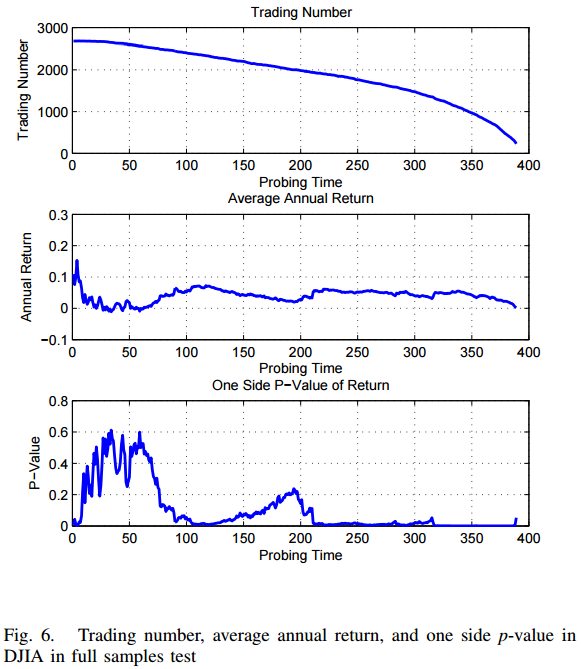 Trading Number
3000
2000
1000
0
Trading Number
0 50 100 150 200 250 300 350 400
Probing Time
Average Annual Return
0.3
0.2
0.1
0
−0.1
Annual Return
0 50 100 150 200 250 300 350 400
Probing Time
One Side P−Value of Return
0.8
0.6
0.4
0.2
0
P−Value
0 50 100 150 200 250 300 350 400
Probing Time
Fig. 6. Trading number, average annual return, and one side p-value in
DJIA in full samples test